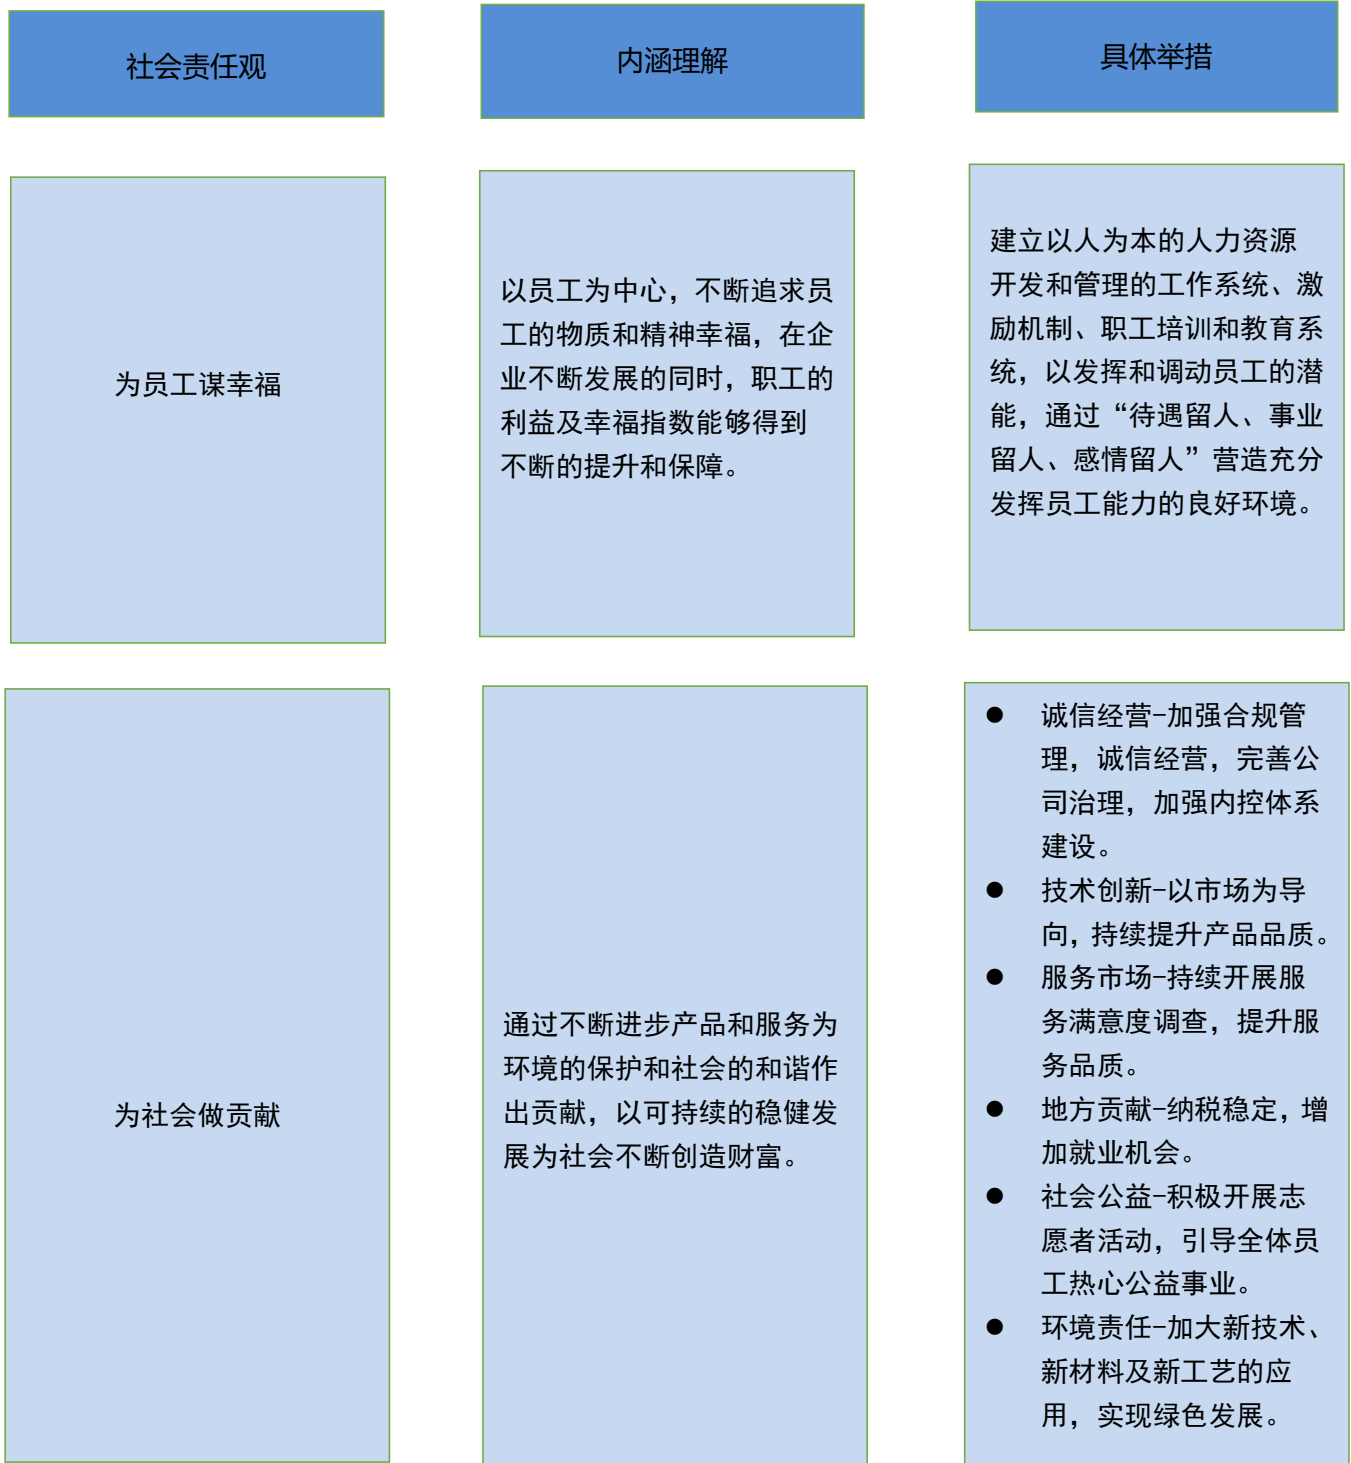 社会责任观
内涵理解
具体举措
为员工谋幸福
以员工为中心，不断追求员
工的物质和精神幸福，在企
业不断发展的同时，职工的
利益及幸福指数能够得到
不断的提升和保障。
建立以人为本的人力资源
开发和管理的工作系统、激
励机制、职工培训和教育系
统，以发挥和调动员工的潜
能，通过“待遇留人、事业
留人、感情留人”营造充分
发挥员工能力的良好环境。
为社会做贡献
通过不断进步产品和服务为
环境的保护和社会的和谐作
出贡献，以可持续的稳健发
展为社会不断创造财富。
● 诚信经营-加强合规管
理，诚信经营，完善公
司治理，加强内控体系
建设。
● 技术创新-以市场为导
向，持续提升产品品质。
● 服务市场-持续开展服
务满意度调查，提升服
务品质。
● 地方贡献-纳税稳定，增
加就业机会。
● 社会公益-积极开展志
愿者活动，引导全体员
工热心公益事业。
● 环境责任-加大新技术、
新材料及新工艺的应
用，实现绿色发展。